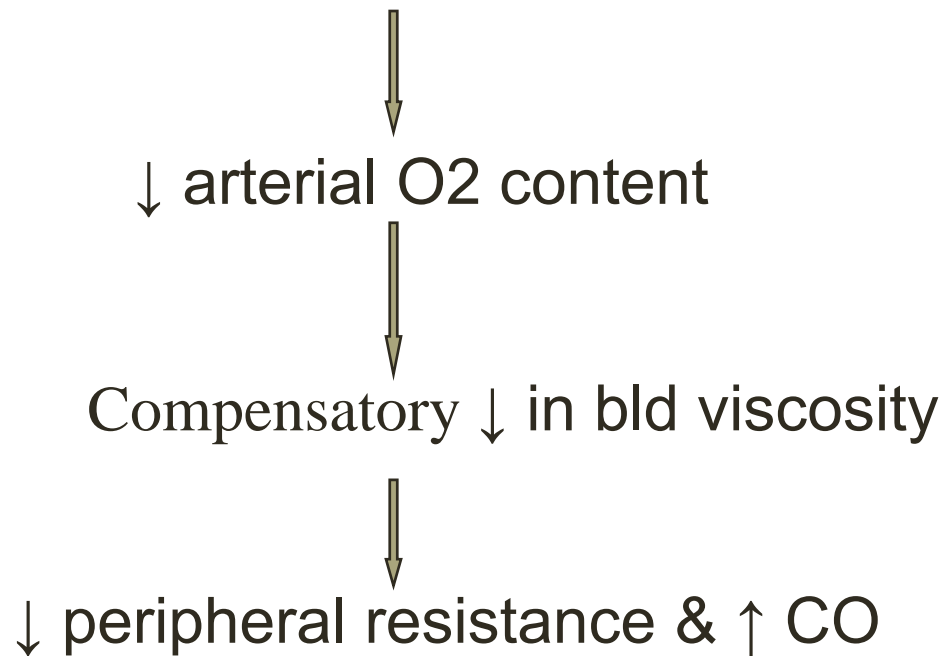 ↓ arterial O2 content
Compensatory ↓ in bld viscosity
↓ peripheral resistance & ↑ CO